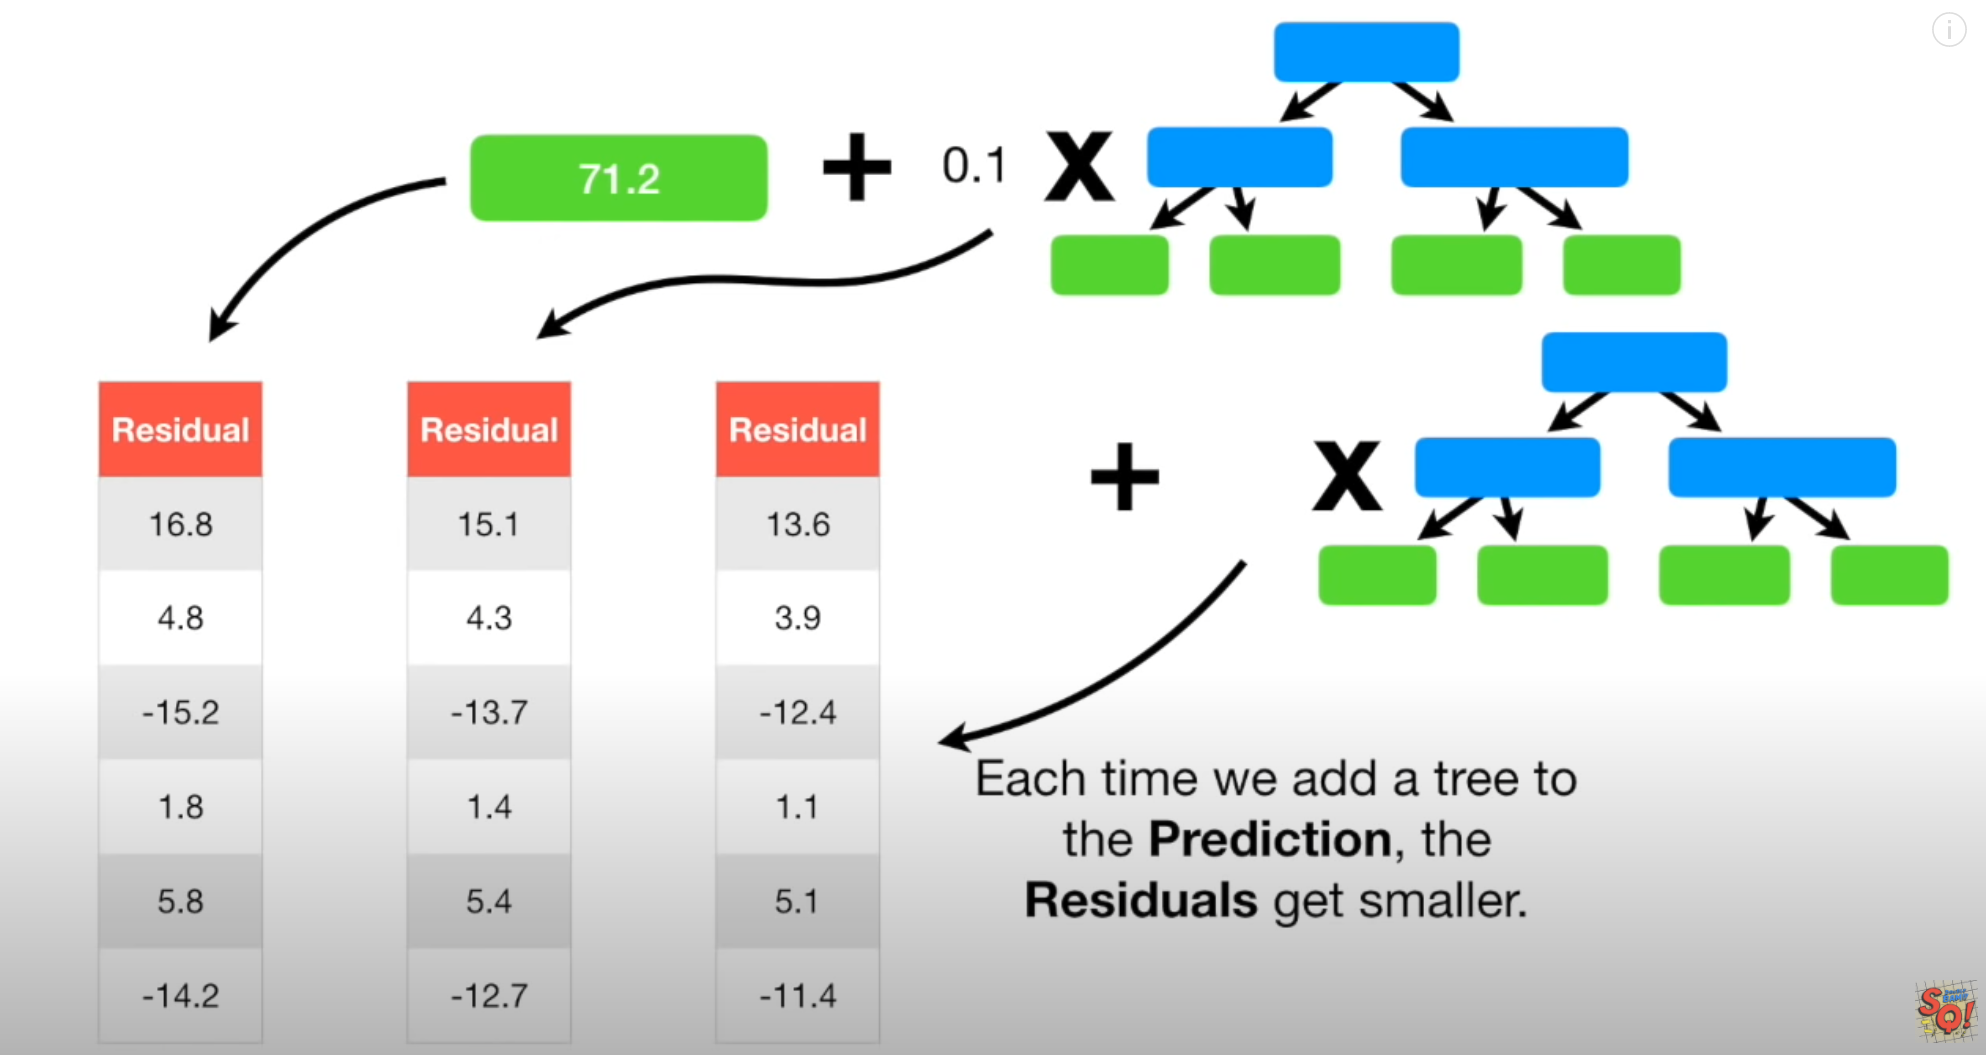 71.2 + 0.1 X
Residual Residual Residual
16.8 15.1 13.6
4.8 4.3 3.9
-15.2 -13.7 -12.4
1.8 1.4 1.1
5.8 5.4 5.1
-14.2 -12.7 -11.4
+ X
Each time we add a tree to
the Prediction, the
Residuals get smaller.
SQ!